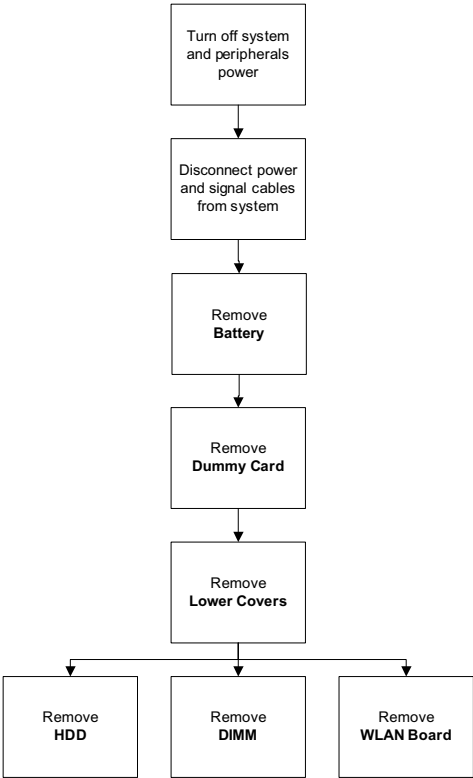 Turn off system
and peripherals
power
Disconnect power
and signal cables
from system
Remove
Battery
Remove
Dummy Card
Remove
Lower Covers
Remove
HDD
Remove
DIMM
Remove
WLAN Board